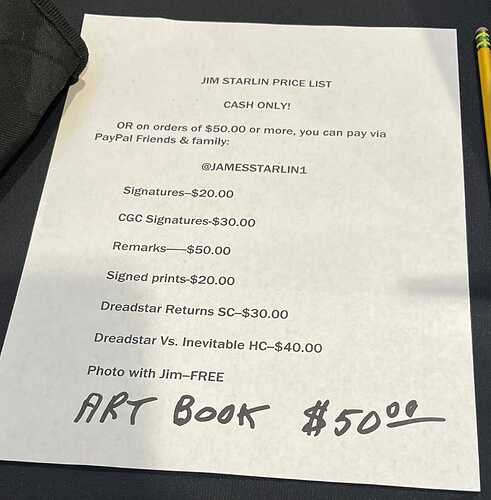 JIM STARLIN PRICE LIST
CASH ONLY!
OR on orders of $50.00 or more, you can pay via
PayPal Friends & family:
@JAMESSTARLIN1
Signatures–$20.00
CGC Signatures-$30.00
Remarks-----$50.00
Signed prints-$20.00
Dreadstar Returns SC–$30.00
Dreadstar Vs. Inevitable HC–$40.00
Photo with Jim–FREE
ART BOOK $50⁰⁰